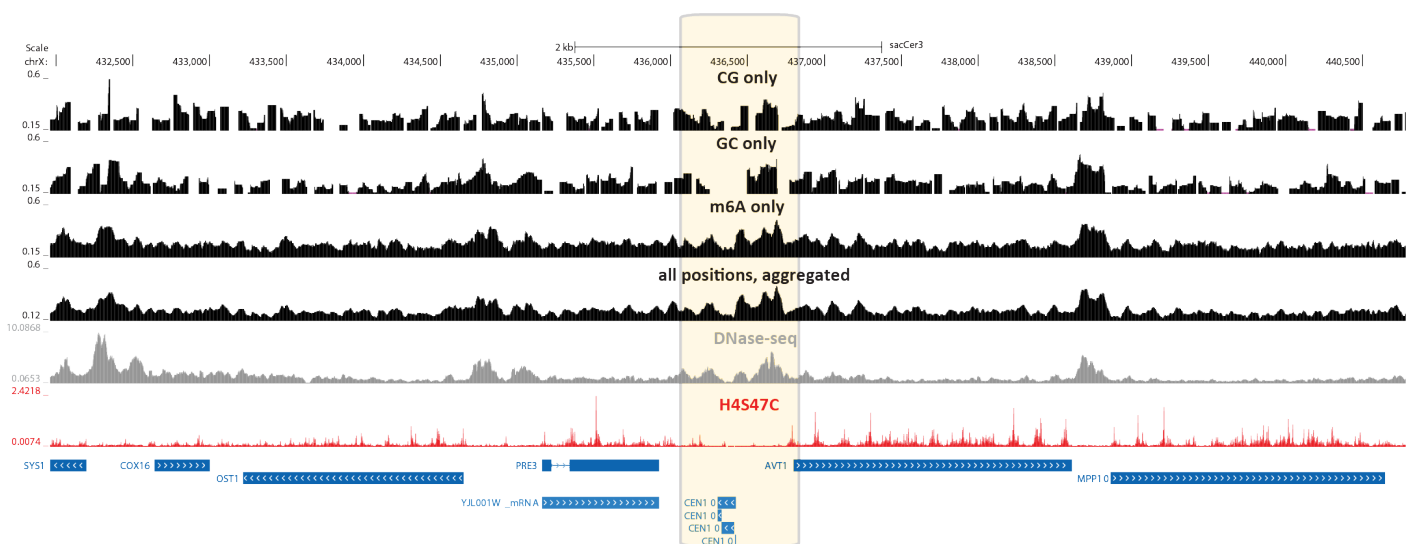 Scale
2 kb
sacCer3
chrX:
432,500
433,000
433,500
434,000
434,500
435,000
435,500
436,000
436,500
437,000
437,500
438,000
438,500
439,000
439,500
440,000
440,500
0.6 _
CG only
0.15 _
0.6 _
GC only
0.15 _
0.6 _
m6A only
0.15 _
0.6 _
all positions, aggregated
0.12 _
10.0868 _
DNase-seq
0.0653 _
2.4218 _
H4S47C
0.0074 _
SYS1
COX16
PRE3
AVT1
OST1
MPP10
YJL001W _mRNA
CEN1 0
CEN1 0
CEN1 0
CEN1 0